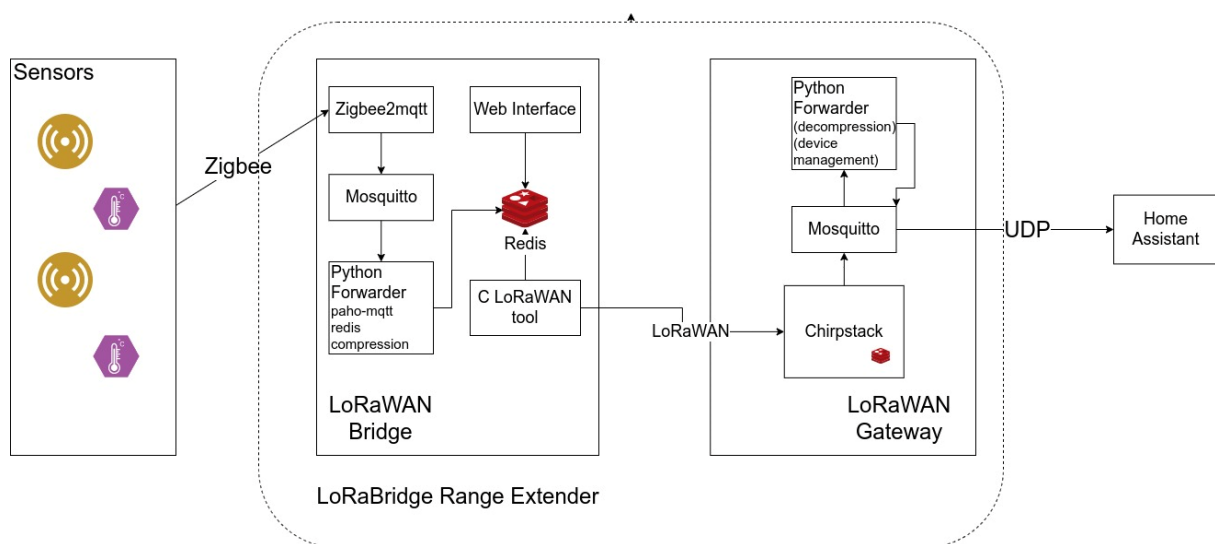 Sensors
Zigbee
Zigbee2mqtt
Mosquitto
Python
Forwarder
paho-mqtt
redis
compression
Web Interface
Redis
C LoRaWAN
tool
LoRaWAN
Bridge
LoRaBridge Range Extender
LoRaWAN
Python
Forwarder
(decompression)
(device
management)
Mosquitto
Chirpstack
LoRaWAN
Gateway
UDP
Home
Assistant